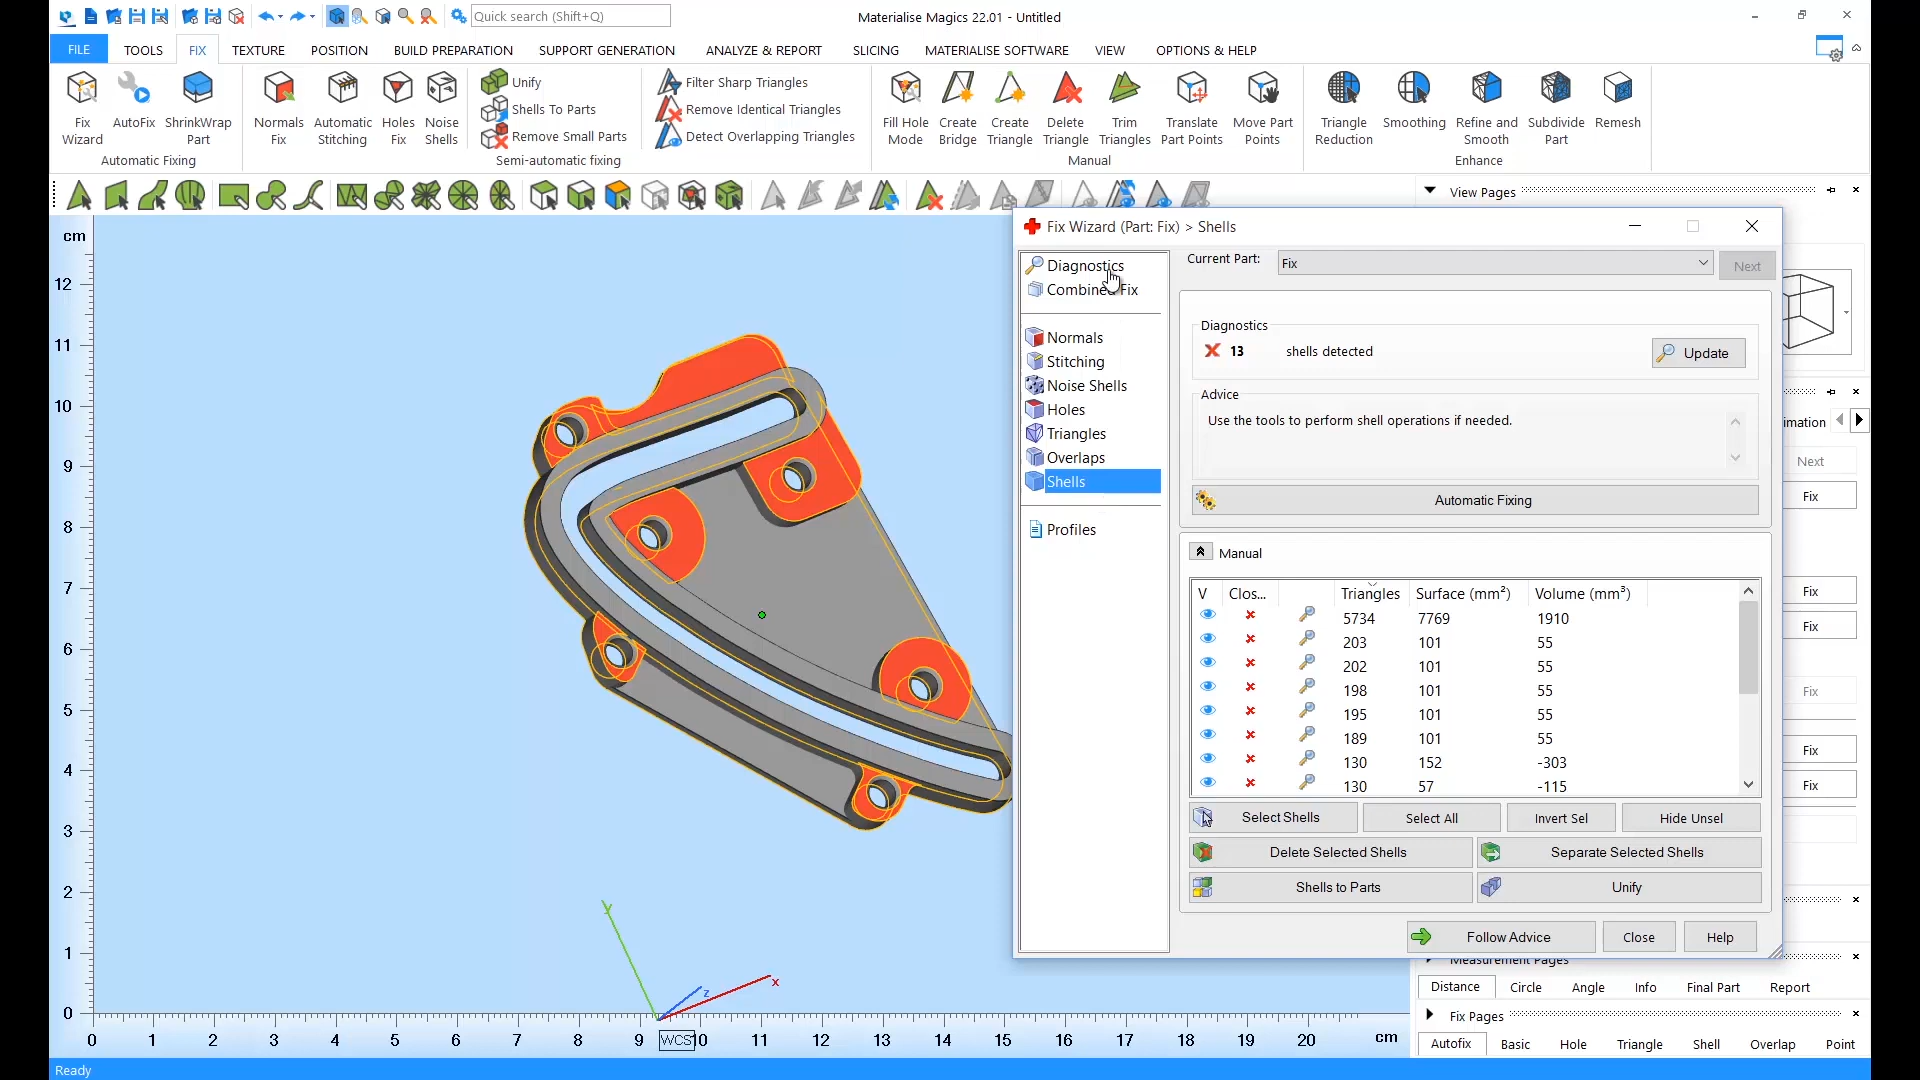 Quick search (Shift+Q)
Materialise Magics 22.01 - Untitled
FILE TOOLS FIX TEXTURE POSITION BUILD PREPARATION SUPPORT GENERATION ANALYZE & REPORT SLICING MATERIALISE SOFTWARE VIEW OPTIONS & HELP
Fix Wizard
AutoFix
ShrinkWrap Part
Automatic Fixing
Normals Fix
Automatic Stitching
Holes Fix
Noise Shells
Unify
Shells To Parts
Remove Small Parts
Semi-automatic fixing
Filter Sharp Triangles
Remove Identical Triangles
Detect Overlapping Triangles
Fill Hole Mode
Create Bridge
Create Triangle
Delete Triangle
Trim Triangles
Translate Part Points
Move Part Points
Manual
Triangle Reduction
Smoothing
Refine and Smooth
Subdivide Part
Remesh
Enhance
View Pages
cm
12
11
10
9
8
7
6
5
4
3
2
1
0
0 1 2 3 4 5 6 7 8 9 10 11 12 13 14 15 16 17 18 19 20 cm
WCS
y
z
x
Fix Wizard (Part: Fix) > Shells
Diagnostics
Combined Fix
Normals
Stitching
Noise Shells
Holes
Triangles
Overlaps
Shells
Profiles
Current Part: Fix Next
Diagnostics
13 shells detected Update
Advice
Use the tools to perform shell operations if needed.
Automatic Fixing
Manual
V Clos... Triangles Surface (mm²) Volume (mm³)
5734 7769 1910
203 101 55
202 101 55
198 101 55
195 101 55
189 101 55
130 152 -303
130 57 -115
Select Shells Select All Invert Sel Hide Unsel
Delete Selected Shells Separate Selected Shells
Shells to Parts Unify
Follow Advice Close Help
imation
Next
Fix
Fix
Fix
Fix
Fix
Fix
Measurement Pages
Distance Circle Angle Info Final Part Report
Fix Pages
Autofix Basic Hole Triangle Shell Overlap Point
Ready